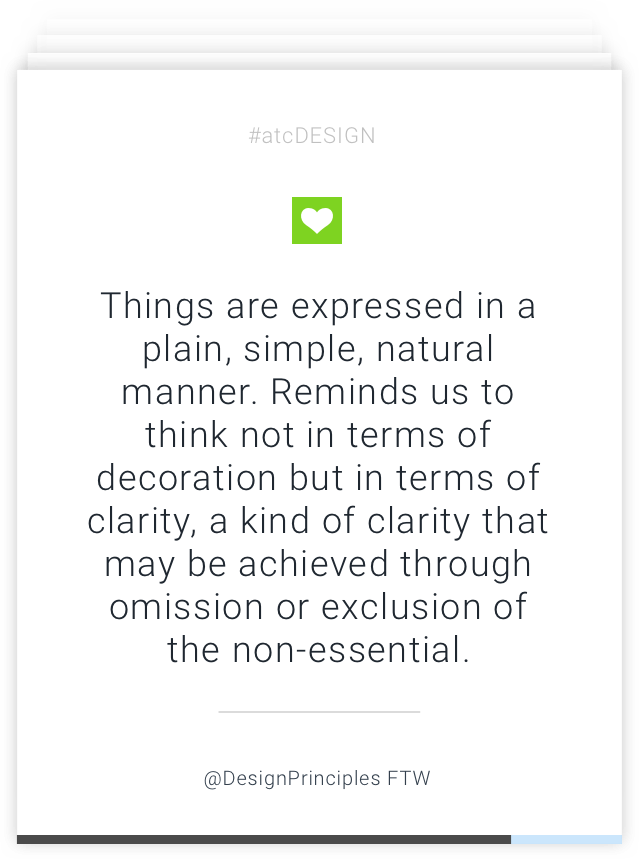 #atcDESIGN
Things are expressed in a
plain, simple, natural
manner. Reminds us to
think not in terms of
decoration but in terms of
clarity, a kind of clarity that
may be achieved through
omission or exclusion of
the non-essential.
@DesignPrinciples FTW